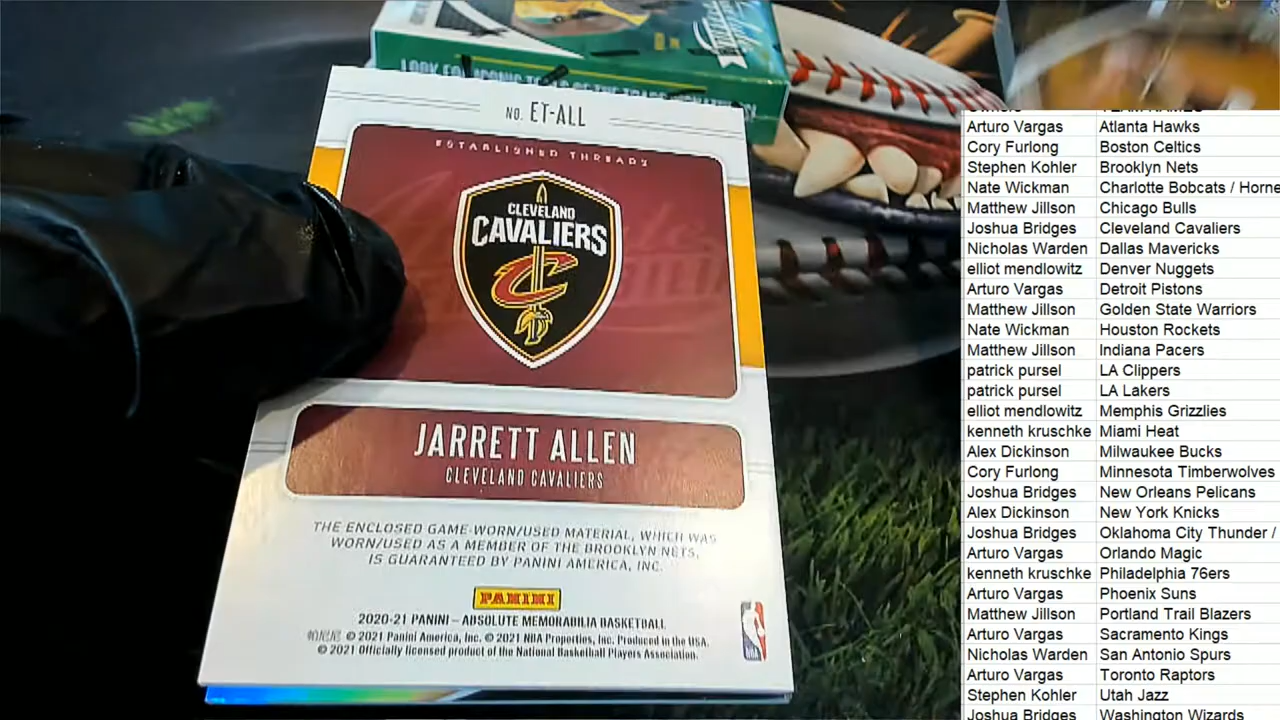 NO. ET-ALL
ESTABLISHED THREADS
CLEVELAND
CAVALIERS
C
JARRETT ALLEN
CLEVELAND CAVALIERS
THE ENCLOSED GAME-WORN/USED MATERIAL, WHICH WAS
WORN/USED AS A MEMBER OF THE BROOKLYN NETS,
IS GUARANTEED BY PANINI AMERICA, INC.
PANINI
2020-21 PANINI – ABSOLUTE MEMORABILIA BASKETBALL
© 2021 Panini America, Inc. © 2021 NBA Properties, Inc. Produced in the USA.
© 2021 Officially licensed product of the National Basketball Players Association.
NBA
Arturo Vargas Atlanta Hawks
Cory Furlong Boston Celtics
Stephen Kohler Brooklyn Nets
Nate Wickman Charlotte Bobcats / Horne
Matthew Jillson Chicago Bulls
Joshua Bridges Cleveland Cavaliers
Nicholas Warden Dallas Mavericks
elliot mendlowitz Denver Nuggets
Arturo Vargas Detroit Pistons
Matthew Jillson Golden State Warriors
Nate Wickman Houston Rockets
Matthew Jillson Indiana Pacers
patrick pursel LA Clippers
patrick pursel LA Lakers
elliot mendlowitz Memphis Grizzlies
kenneth kruschke Miami Heat
Alex Dickinson Milwaukee Bucks
Cory Furlong Minnesota Timberwolves
Joshua Bridges New Orleans Pelicans
Alex Dickinson New York Knicks
Joshua Bridges Oklahoma City Thunder /
Arturo Vargas Orlando Magic
kenneth kruschke Philadelphia 76ers
Arturo Vargas Phoenix Suns
Matthew Jillson Portland Trail Blazers
Arturo Vargas Sacramento Kings
Nicholas Warden San Antonio Spurs
Arturo Vargas Toronto Raptors
Stephen Kohler Utah Jazz
Joshua Bridges Washington Wizards